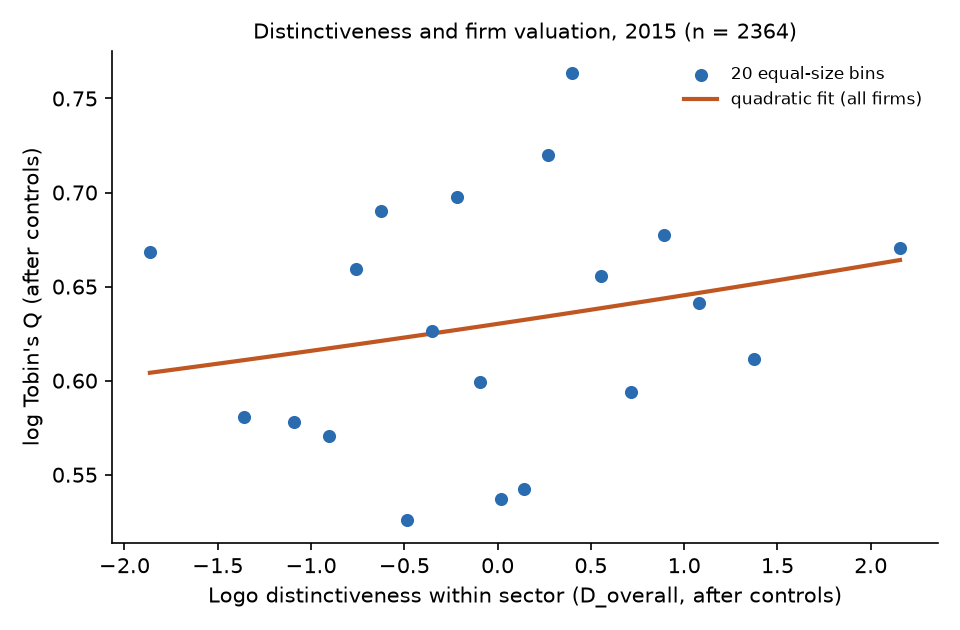 Distinctiveness and firm valuation, 2015 (n = 2364)
20 equal-size bins
quadratic fit (all firms)
log Tobin's Q (after controls)
0.75
0.70
0.65
0.60
0.55
−2.0 −1.5 −1.0 −0.5 0.0 0.5 1.0 1.5 2.0
Logo distinctiveness within sector (D_overall, after controls)